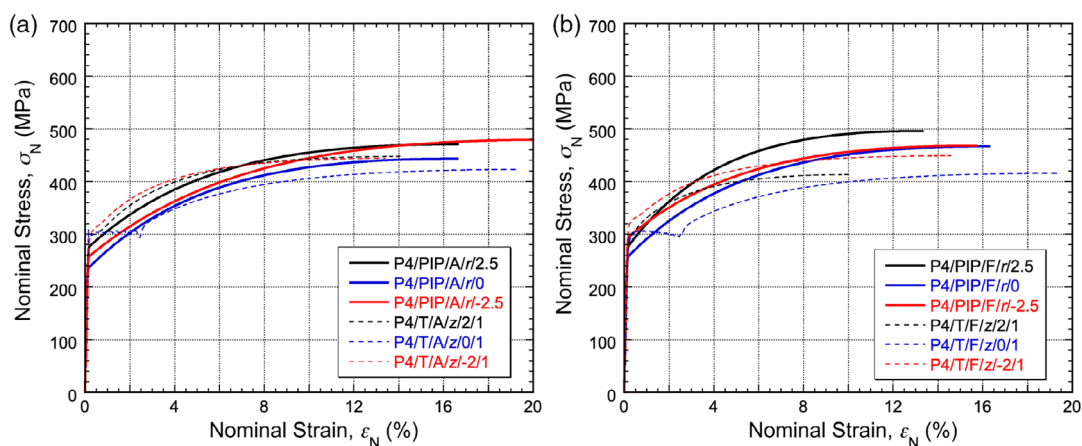 (a)
700
600
500
400
300
200
100
0
Nominal Stress, σN (MPa)
P4/PIP/A/r/2.5
P4/PIP/A/r/0
P4/PIP/A/r/-2.5
P4/T/A/z/2/1
P4/T/A/z/0/1
P4/T/A/z/-2/1
0 4 8 12 16 20
Nominal Strain, εN (%)
(b)
700
600
500
400
300
200
100
0
Nominal Stress, σN (MPa)
P4/PIP/F/r/2.5
P4/PIP/F/r/0
P4/PIP/F/r/-2.5
P4/T/F/z/2/1
P4/T/F/z/0/1
P4/T/F/z/-2/1
0 4 8 12 16 20
Nominal Strain, εN (%)